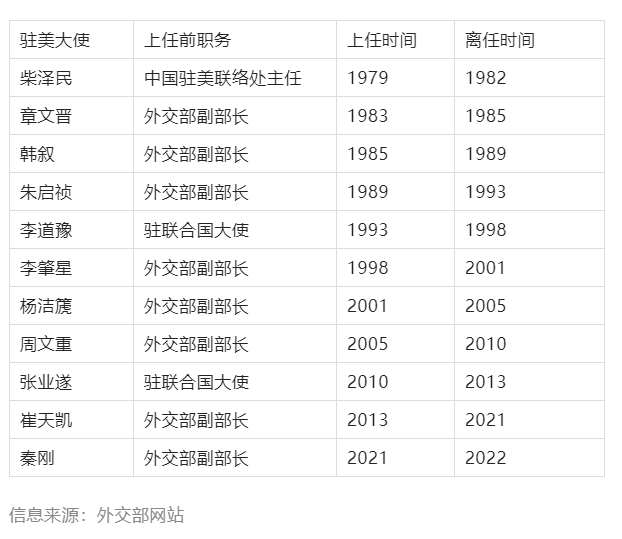 驻美大使 上任前职务 上任时间 离任时间
柴泽民 中国驻美联络处主任 1979 1982
章文晋 外交部副部长 1983 1985
韩叙 外交部副部长 1985 1989
朱启祯 外交部副部长 1989 1993
李道豫 驻联合国大使 1993 1998
李肇星 外交部副部长 1998 2001
杨洁篪 外交部副部长 2001 2005
周文重 外交部副部长 2005 2010
张业遂 驻联合国大使 2010 2013
崔天凯 外交部副部长 2013 2021
秦刚 外交部副部长 2021 2022
信息来源：外交部网站